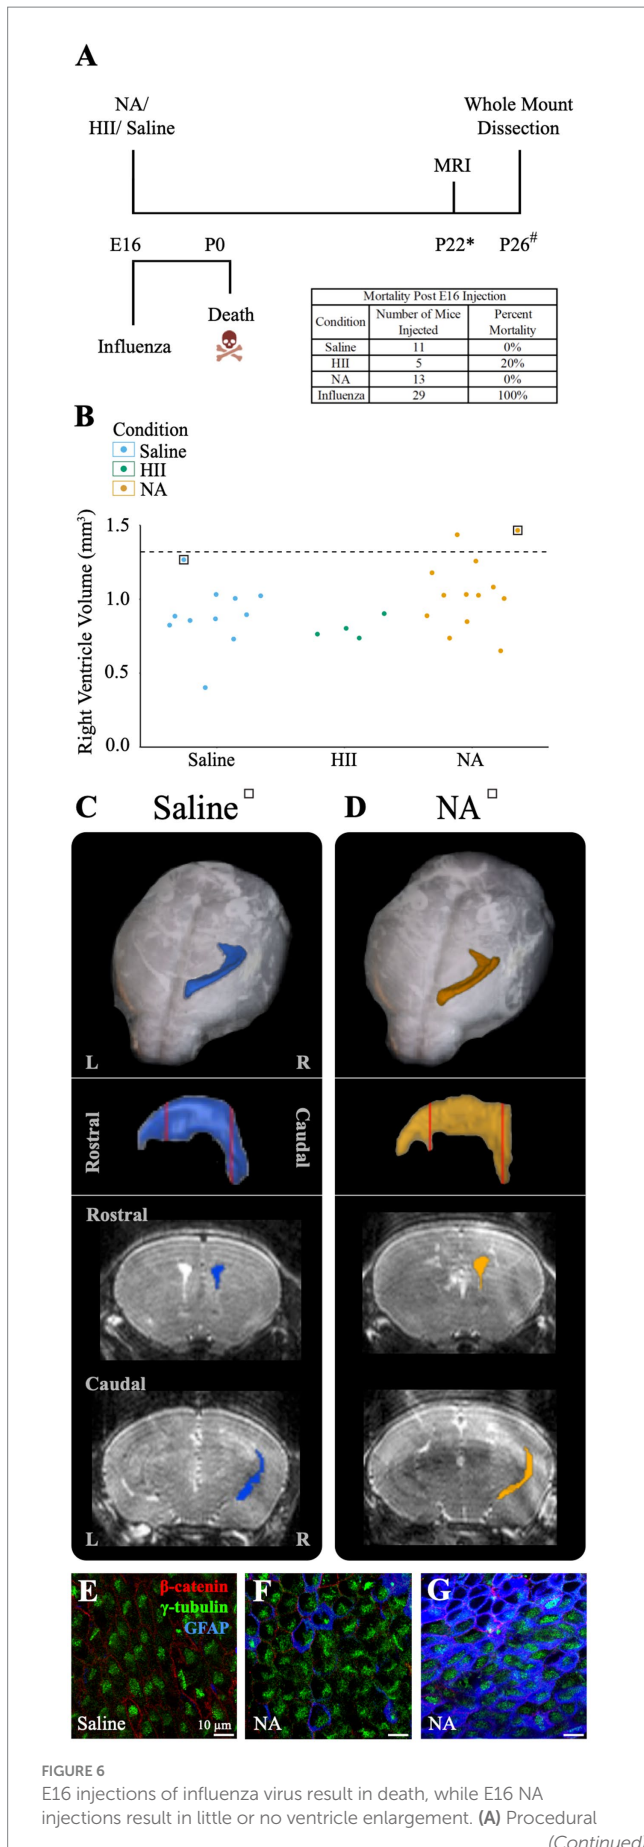 A
NA/
HII/ Saline
Whole Mount
Dissection
MRI
E16 P0 P22* P26#
Death
Influenza
Mortality Post E16 Injection
Condition Number of Mice Injected Percent Mortality
Saline 11 0%
HII 5 20%
NA 13 0%
Influenza 29 100%
B
Condition
Saline
HII
NA
Right Ventricle Volume (mm³)
1.5
1.0
0.5
0.0
Saline HII NA
C Saline D NA
L R
Rostral Caudal
Rostral
Caudal
L R
E F G
β-catenin
γ-tubulin
GFAP
Saline 10 µm NA NA
FIGURE 6
E16 injections of influenza virus result in death, while E16 NA
injections result in little or no ventricle enlargement. (A) Procedural
(Continued)